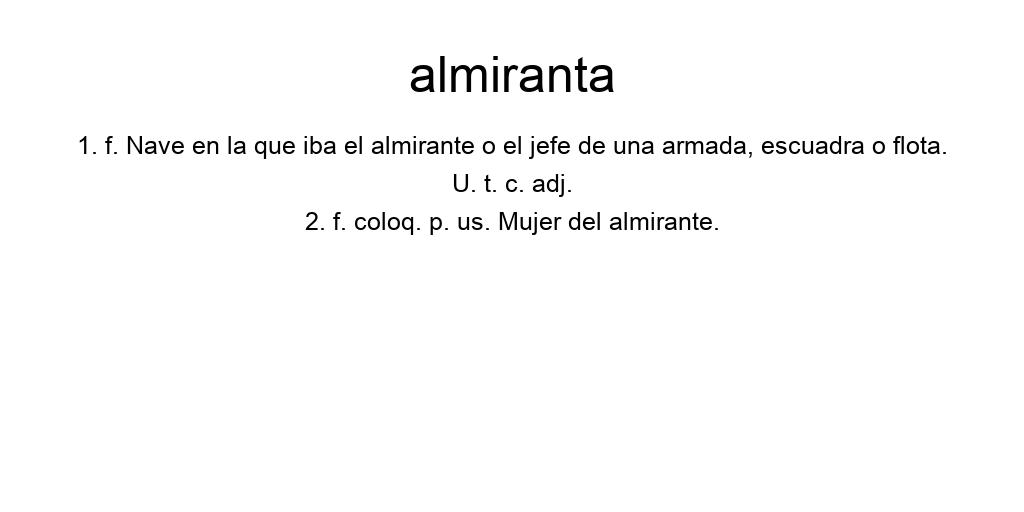 almiranta
1. f. Nave en la que iba el almirante o el jefe de una armada, escuadra o flota.
U. t. c. adj.
2. f. coloq. p. us. Mujer del almirante.